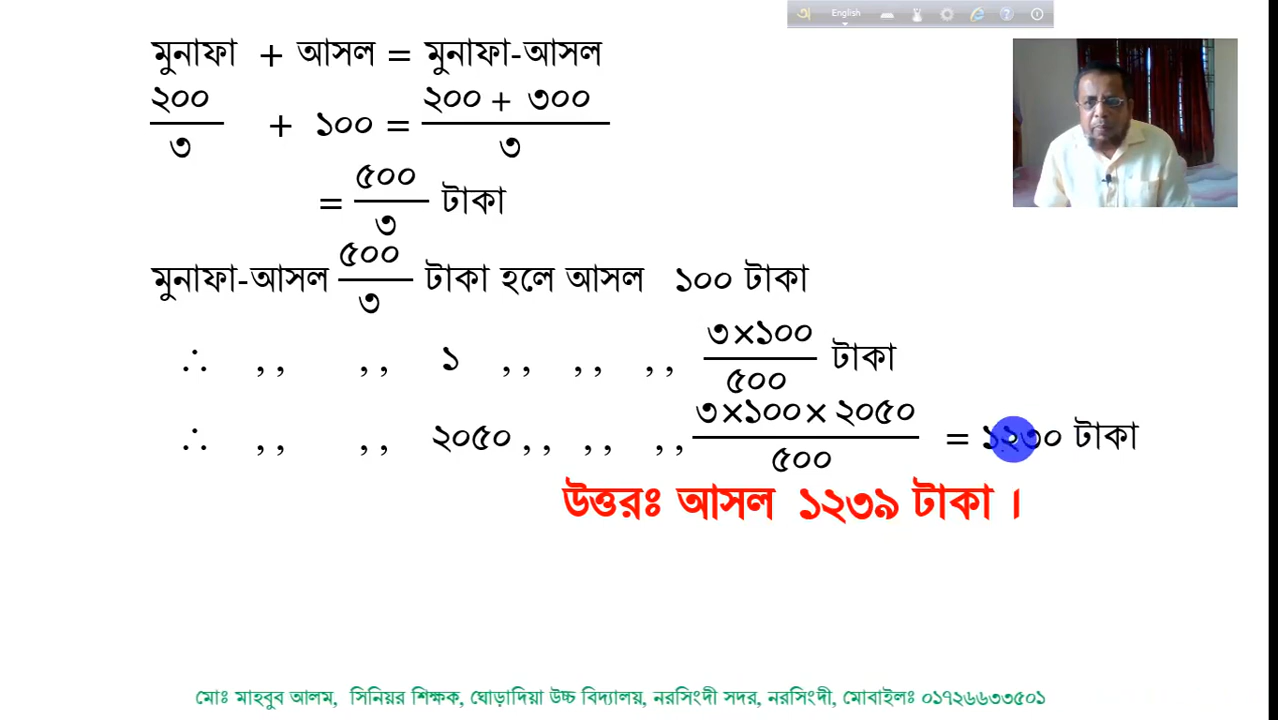 অ English
মুনাফা + আসল = মুনাফা-আসল
২০০/৩ + ১০০ = ২০০ + ৩০০/৩
= ৫০০/৩ টাকা
মুনাফা-আসল ৫০০/৩ টাকা হলে আসল ১০০ টাকা
∴ ,, ,, ১ ,, ,, ,, ৩×১০০/৫০০ টাকা
∴ ,, ,, ২০৫০ ,, ,, ,, ৩×১০০×২০৫০/৫০০ = ১২৩০ টাকা
উত্তরঃ আসল ১২৩৯ টাকা ।
মোঃ মাহবুব আলম, সিনিয়র শিক্ষক, ঘোড়াদিয়া উচ্চ বিদ্যালয়, নরসিংদী সদর, নরসিংদী, মোবাইলঃ ০১৭২৬৬৩৩৫০১